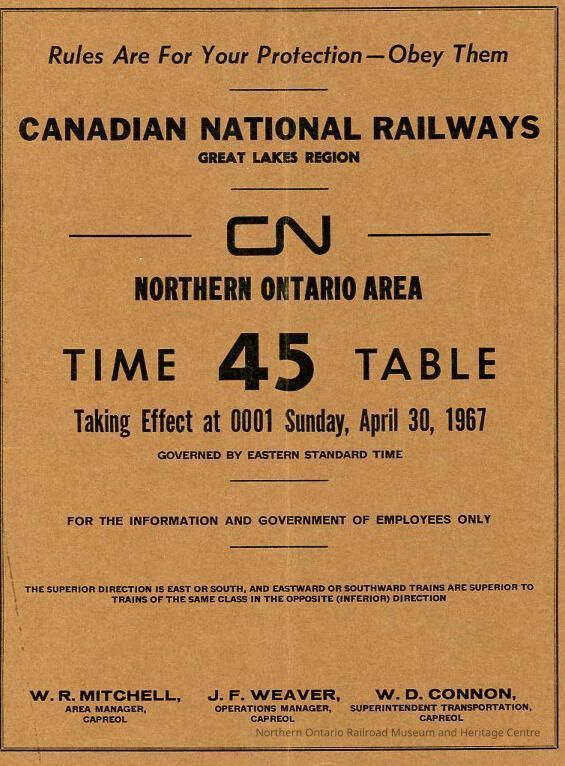 Rules Are For Your Protection—Obey Them
CANADIAN NATIONAL RAILWAYS
GREAT LAKES REGION
CN
NORTHERN ONTARIO AREA
TIME 45 TABLE
Taking Effect at 0001 Sunday, April 30, 1967
GOVERNED BY EASTERN STANDARD TIME
FOR THE INFORMATION AND GOVERNMENT OF EMPLOYEES ONLY
THE SUPERIOR DIRECTION IS EAST OR SOUTH, AND EASTWARD OR SOUTHWARD TRAINS ARE SUPERIOR TO
TRAINS OF THE SAME CLASS IN THE OPPOSITE (INFERIOR) DIRECTION
W. R. MITCHELL, J. F. WEAVER, W. D. CONNON,
AREA MANAGER, OPERATIONS MANAGER, SUPERINTENDENT TRANSPORTATION,
CAPREOL CAPREOL CAPREOL
Northern Ontario Railroad Museum and Heritage Centre